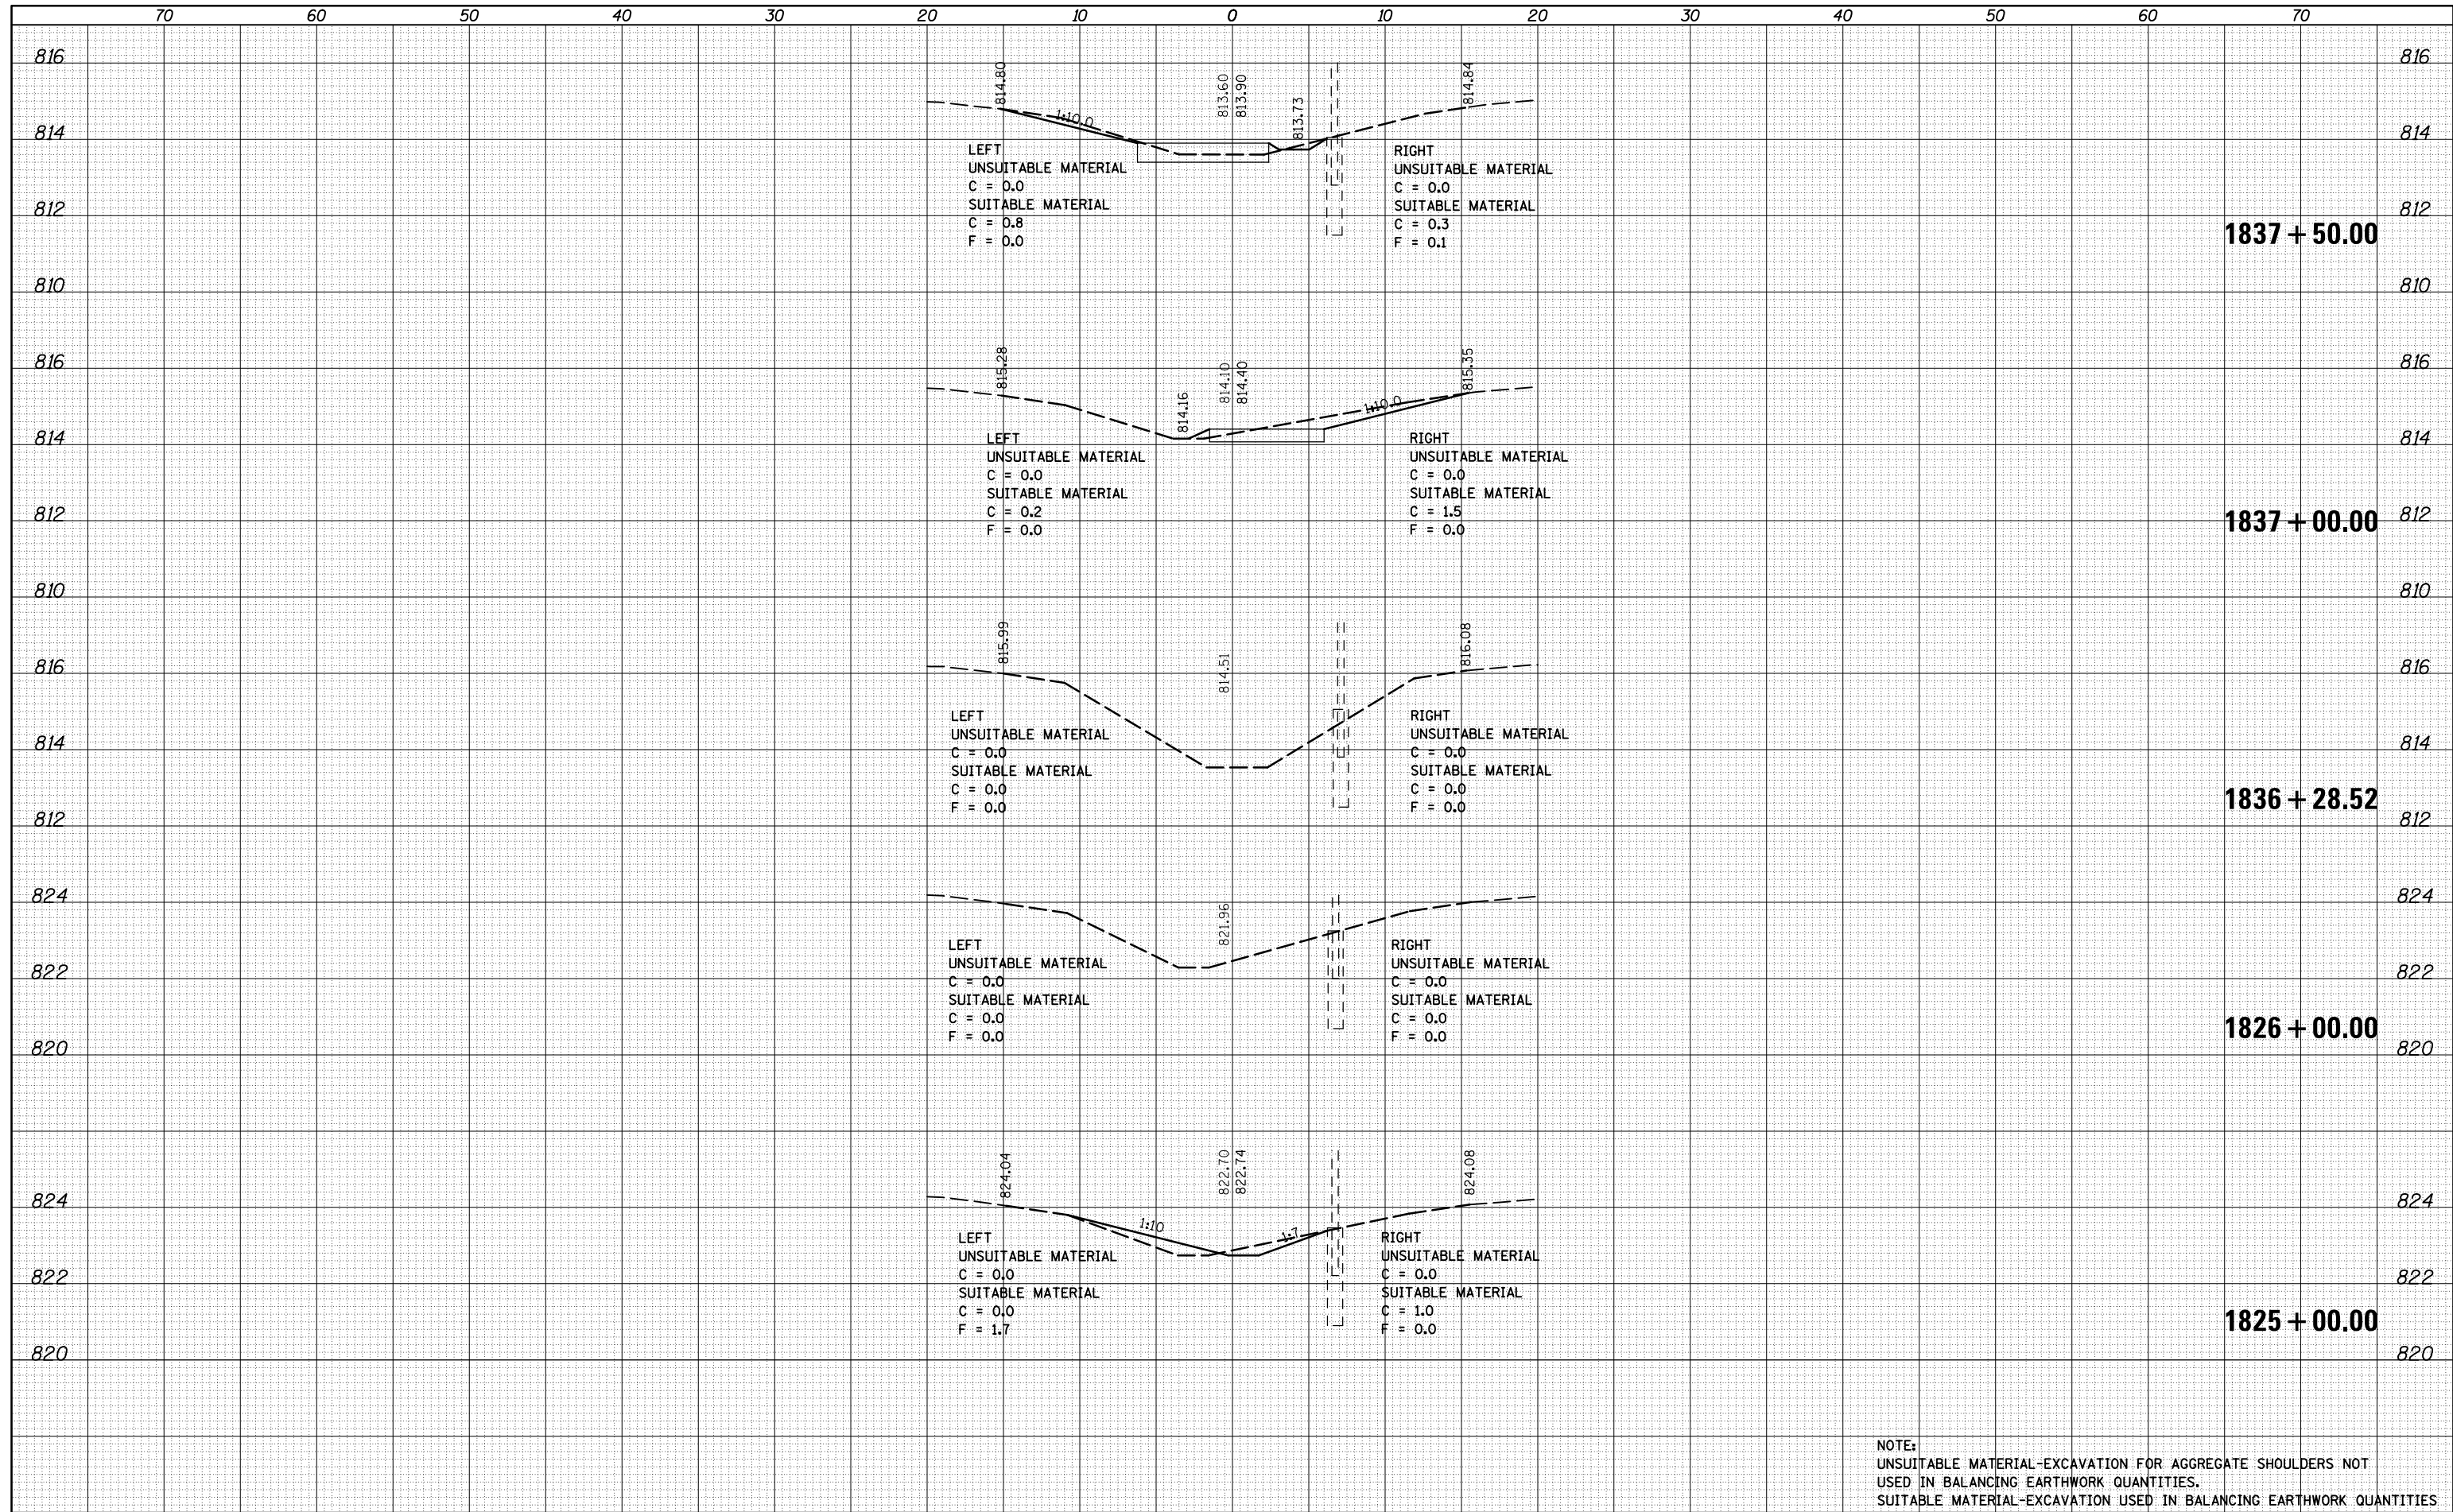 70 60 50 40 30 20 10 0 10 20 30 40 50 60 70
816 816
814.80 813.60 813.90 813.73 814.84
1:10.0
814 814
LEFT
UNSUITABLE MATERIAL
C = 0.0
SUITABLE MATERIAL
C = 0.8
F = 0.0
RIGHT
UNSUITABLE MATERIAL
C = 0.0
SUITABLE MATERIAL
C = 0.3
F = 0.1
812 812
1837+50.00
810 810
816 816
815.28 814.16 814.10 814.40 815.35
1:10.0
814 814
LEFT
UNSUITABLE MATERIAL
C = 0.0
SUITABLE MATERIAL
C = 0.2
F = 0.0
RIGHT
UNSUITABLE MATERIAL
C = 0.0
SUITABLE MATERIAL
C = 1.5
F = 0.0
812 812
1837+00.00
810 810
815.99 814.51 816.08
816 816
LEFT
UNSUITABLE MATERIAL
C = 0.0
SUITABLE MATERIAL
C = 0.0
F = 0.0
RIGHT
UNSUITABLE MATERIAL
C = 0.0
SUITABLE MATERIAL
C = 0.0
F = 0.0
814 814
1836+28.52
812 812
824 824
821.96
LEFT
UNSUITABLE MATERIAL
C = 0.0
SUITABLE MATERIAL
C = 0.0
F = 0.0
RIGHT
UNSUITABLE MATERIAL
C = 0.0
SUITABLE MATERIAL
C = 0.0
F = 0.0
822 822
1826+00.00
820 820
824.04 822.70 822.74 824.08
824 824
1:10 1:7
LEFT
UNSUITABLE MATERIAL
C = 0.0
SUITABLE MATERIAL
C = 0.0
F = 1.7
RIGHT
UNSUITABLE MATERIAL
C = 0.0
SUITABLE MATERIAL
C = 1.0
F = 0.0
822 822
1825+00.00
820 820
NOTE:
UNSUITABLE MATERIAL-EXCAVATION FOR AGGREGATE SHOULDERS NOT
USED IN BALANCING EARTHWORK QUANTITIES.
SUITABLE MATERIAL-EXCAVATION USED IN BALANCING EARTHWORK QUANTITIES